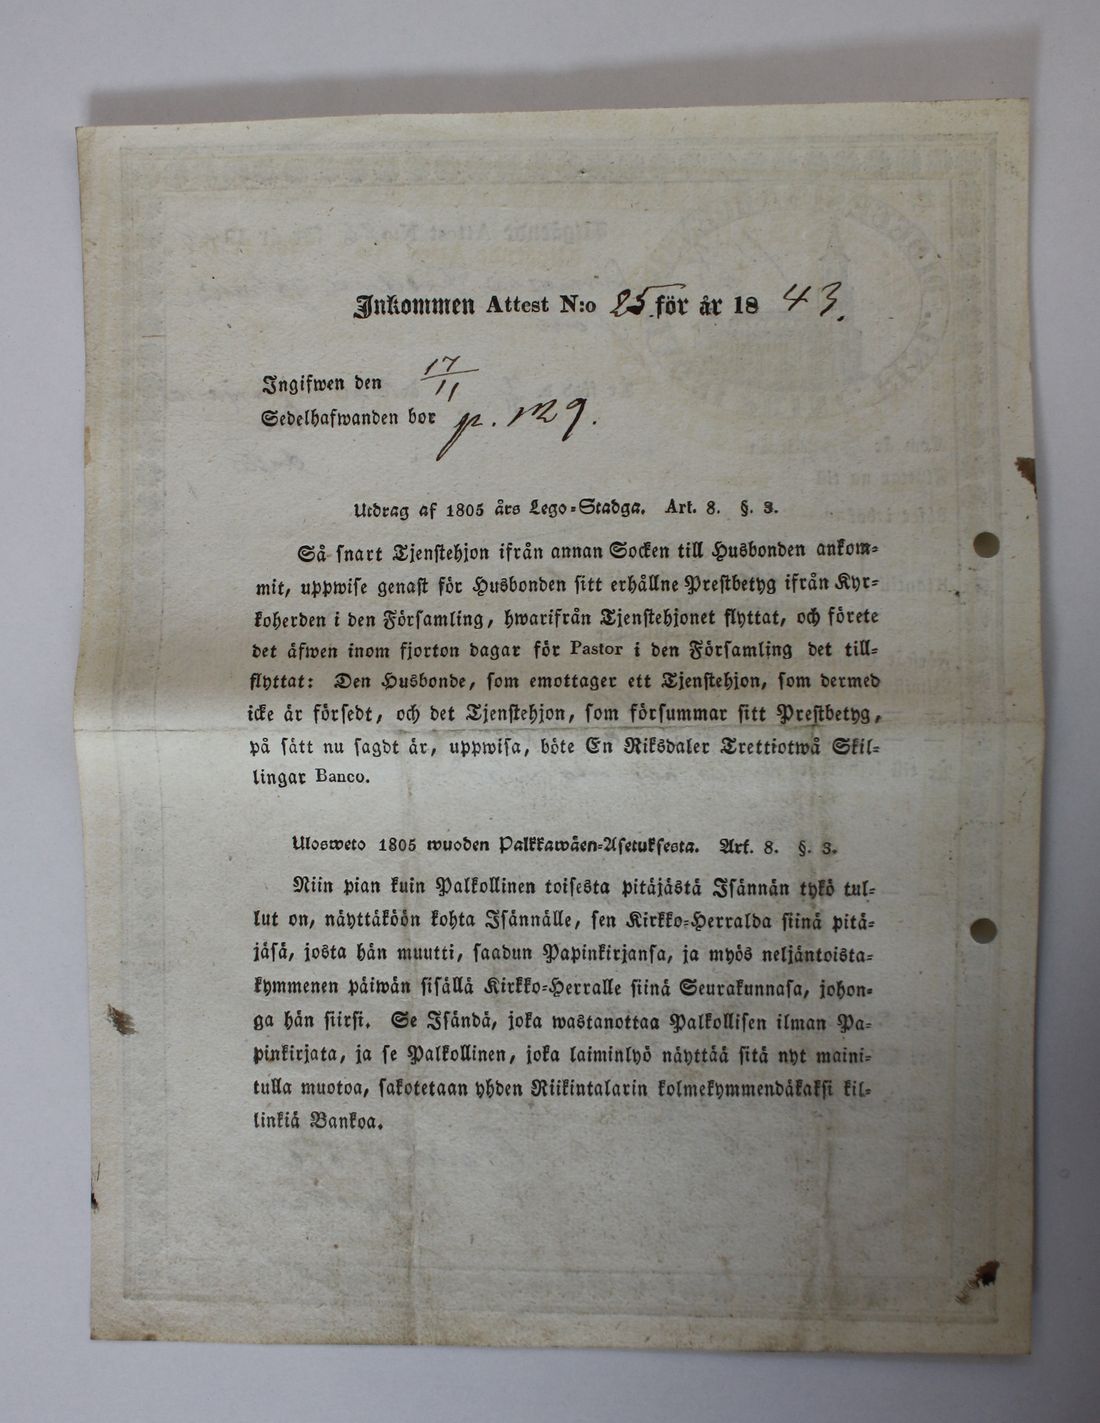 Inkommen Attest N:o 25. för år 1843.
Ingifwen den 17/11
Sedelhafwanden bor p. 129.
Utdrag af 1805 års Lego=Stadga. Art. 8. §. 3.
Så snart Tjenstehjon ifrån annan Socken till Husbonden ankom=
mit, uppwise genast för Husbonden sitt erhållne Prestbetyg ifrån Kyr=
koherden i den Församling, hwarifrån Tjenstehjonet flyttat, och förete
det äfwen inom fjorton dagar för Pastor i den Församling det till=
flyttat: Den Husbonde, som emottager ett Tjenstehjon, som dermed
icke är försedt, och det Tjenstehjon, som försummar sitt Prestbetyg,
på sätt nu sagdt är, uppwisa, böte En Riksdaler Trettiotwå Skil=
lingar Banco.
Ulosweto 1805 wuoden Palkkawäen=Asetuksesta. Art. 8. §. 3.
Niin pian kuin Palkollinen toisesta pitäjästä Isännän tykö tul=
lut on, näyttäköön kohta Isännälle, sen Kirkko=Herralda siinä pitä=
jäsä, josta hän muutti, saadun Papinkirjansa, ja myös neljäntoista=
kymmenen päiwän sisällä Kirkko=Herralle siinä Seurakunnasa, johon=
ga hän siirsi. Se Isändä, joka wastanottaa Palkollisen ilman Pa=
pinkirjata, ja se Palkollinen, joka laiminlyö näyttää sitä nyt maini=
tulla muotoa, sakotetaan yhden Riikintalarin kolmekymmendäkaksi kil=
linkiä Bankoa.